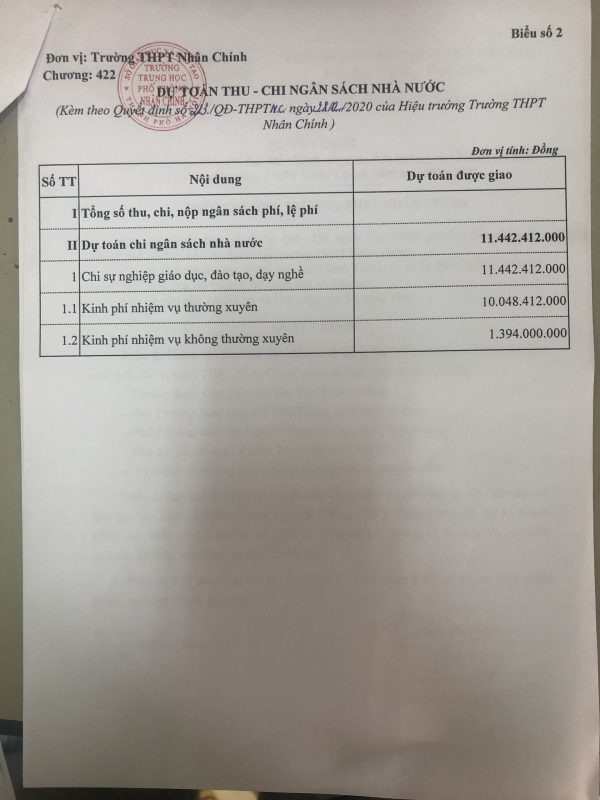 Biểu số 2
Đơn vị: Trường THPT Nhân Chính
Chương: 422
DỰ TOÁN THU - CHI NGÂN SÁCH NHÀ NƯỚC
(Kèm theo Quyết định số /QĐ-THPTNC ngày /2020 của Hiệu trưởng Trường THPT
Nhân Chính )
TRƯỜNG
TRUNG HỌC
PHỔ THÔNG
NHÂN CHÍNH
Đơn vị tính: Đồng
Số TT Nội dung Dự toán được giao
I Tổng số thu, chi, nộp ngân sách phí, lệ phí
II Dự toán chi ngân sách nhà nước 11.442.412.000
1 Chi sự nghiệp giáo dục, đào tạo, dạy nghề 11.442.412.000
1.1 Kinh phí nhiệm vụ thường xuyên 10.048.412.000
1.2 Kinh phí nhiệm vụ không thường xuyên 1.394.000.000